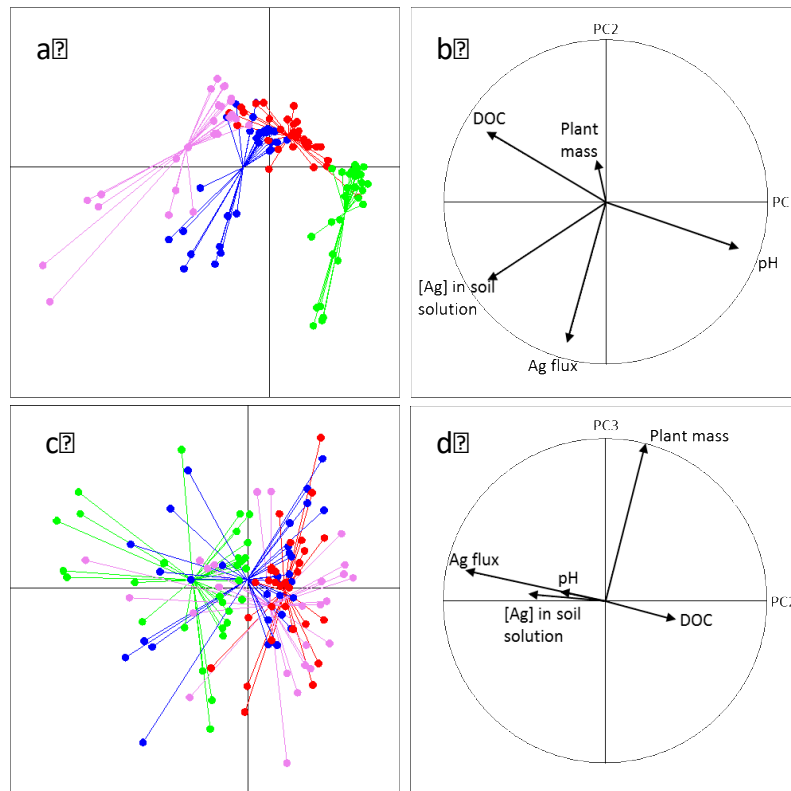 a
b
PC2
DOC
Plant
mass
PC
pH
[Ag] in soil
solution
Ag flux
c
d
PC3
Plant mass
Ag flux
pH
PC2
[Ag] in soil
solution
DOC